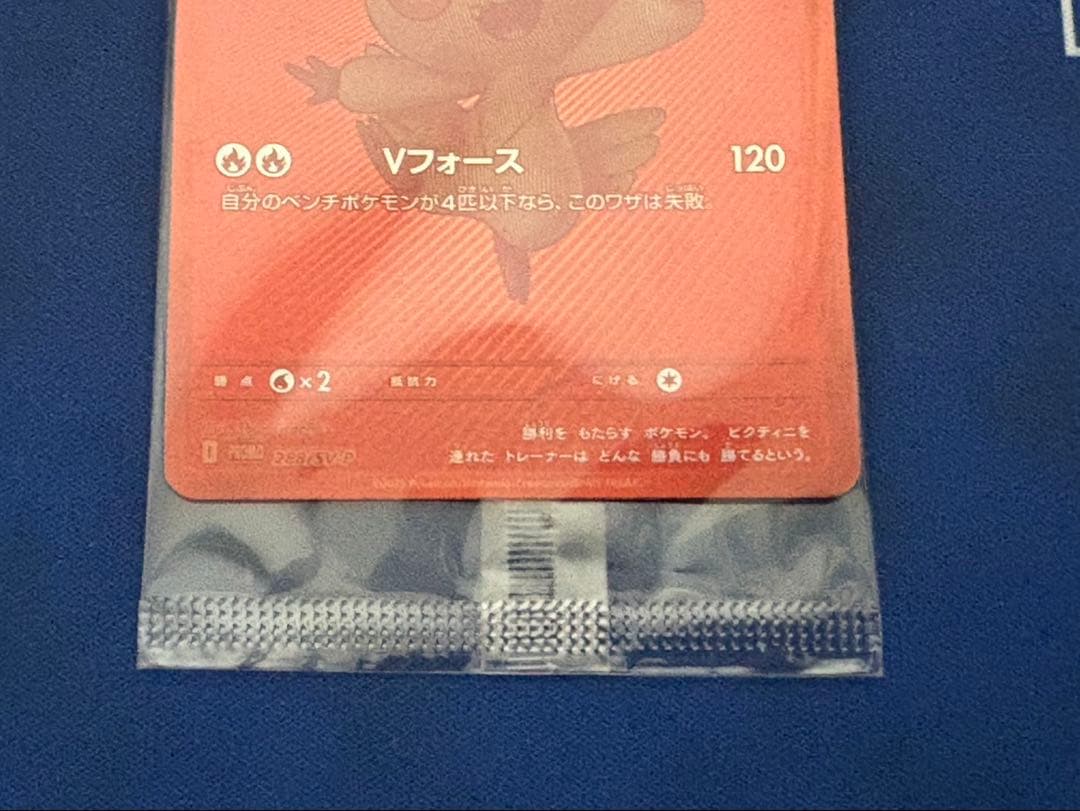 Vフォース 120
自分のベンチポケモンが4匹以下なら、このワザは失敗。
弱点 ×2 抵抗力 にげる
勝利を もたらす ポケモン。 ビクティニを
I PROMO 288/SV-P 連れた トレーナーは どんな 勝負にも 勝てるという。